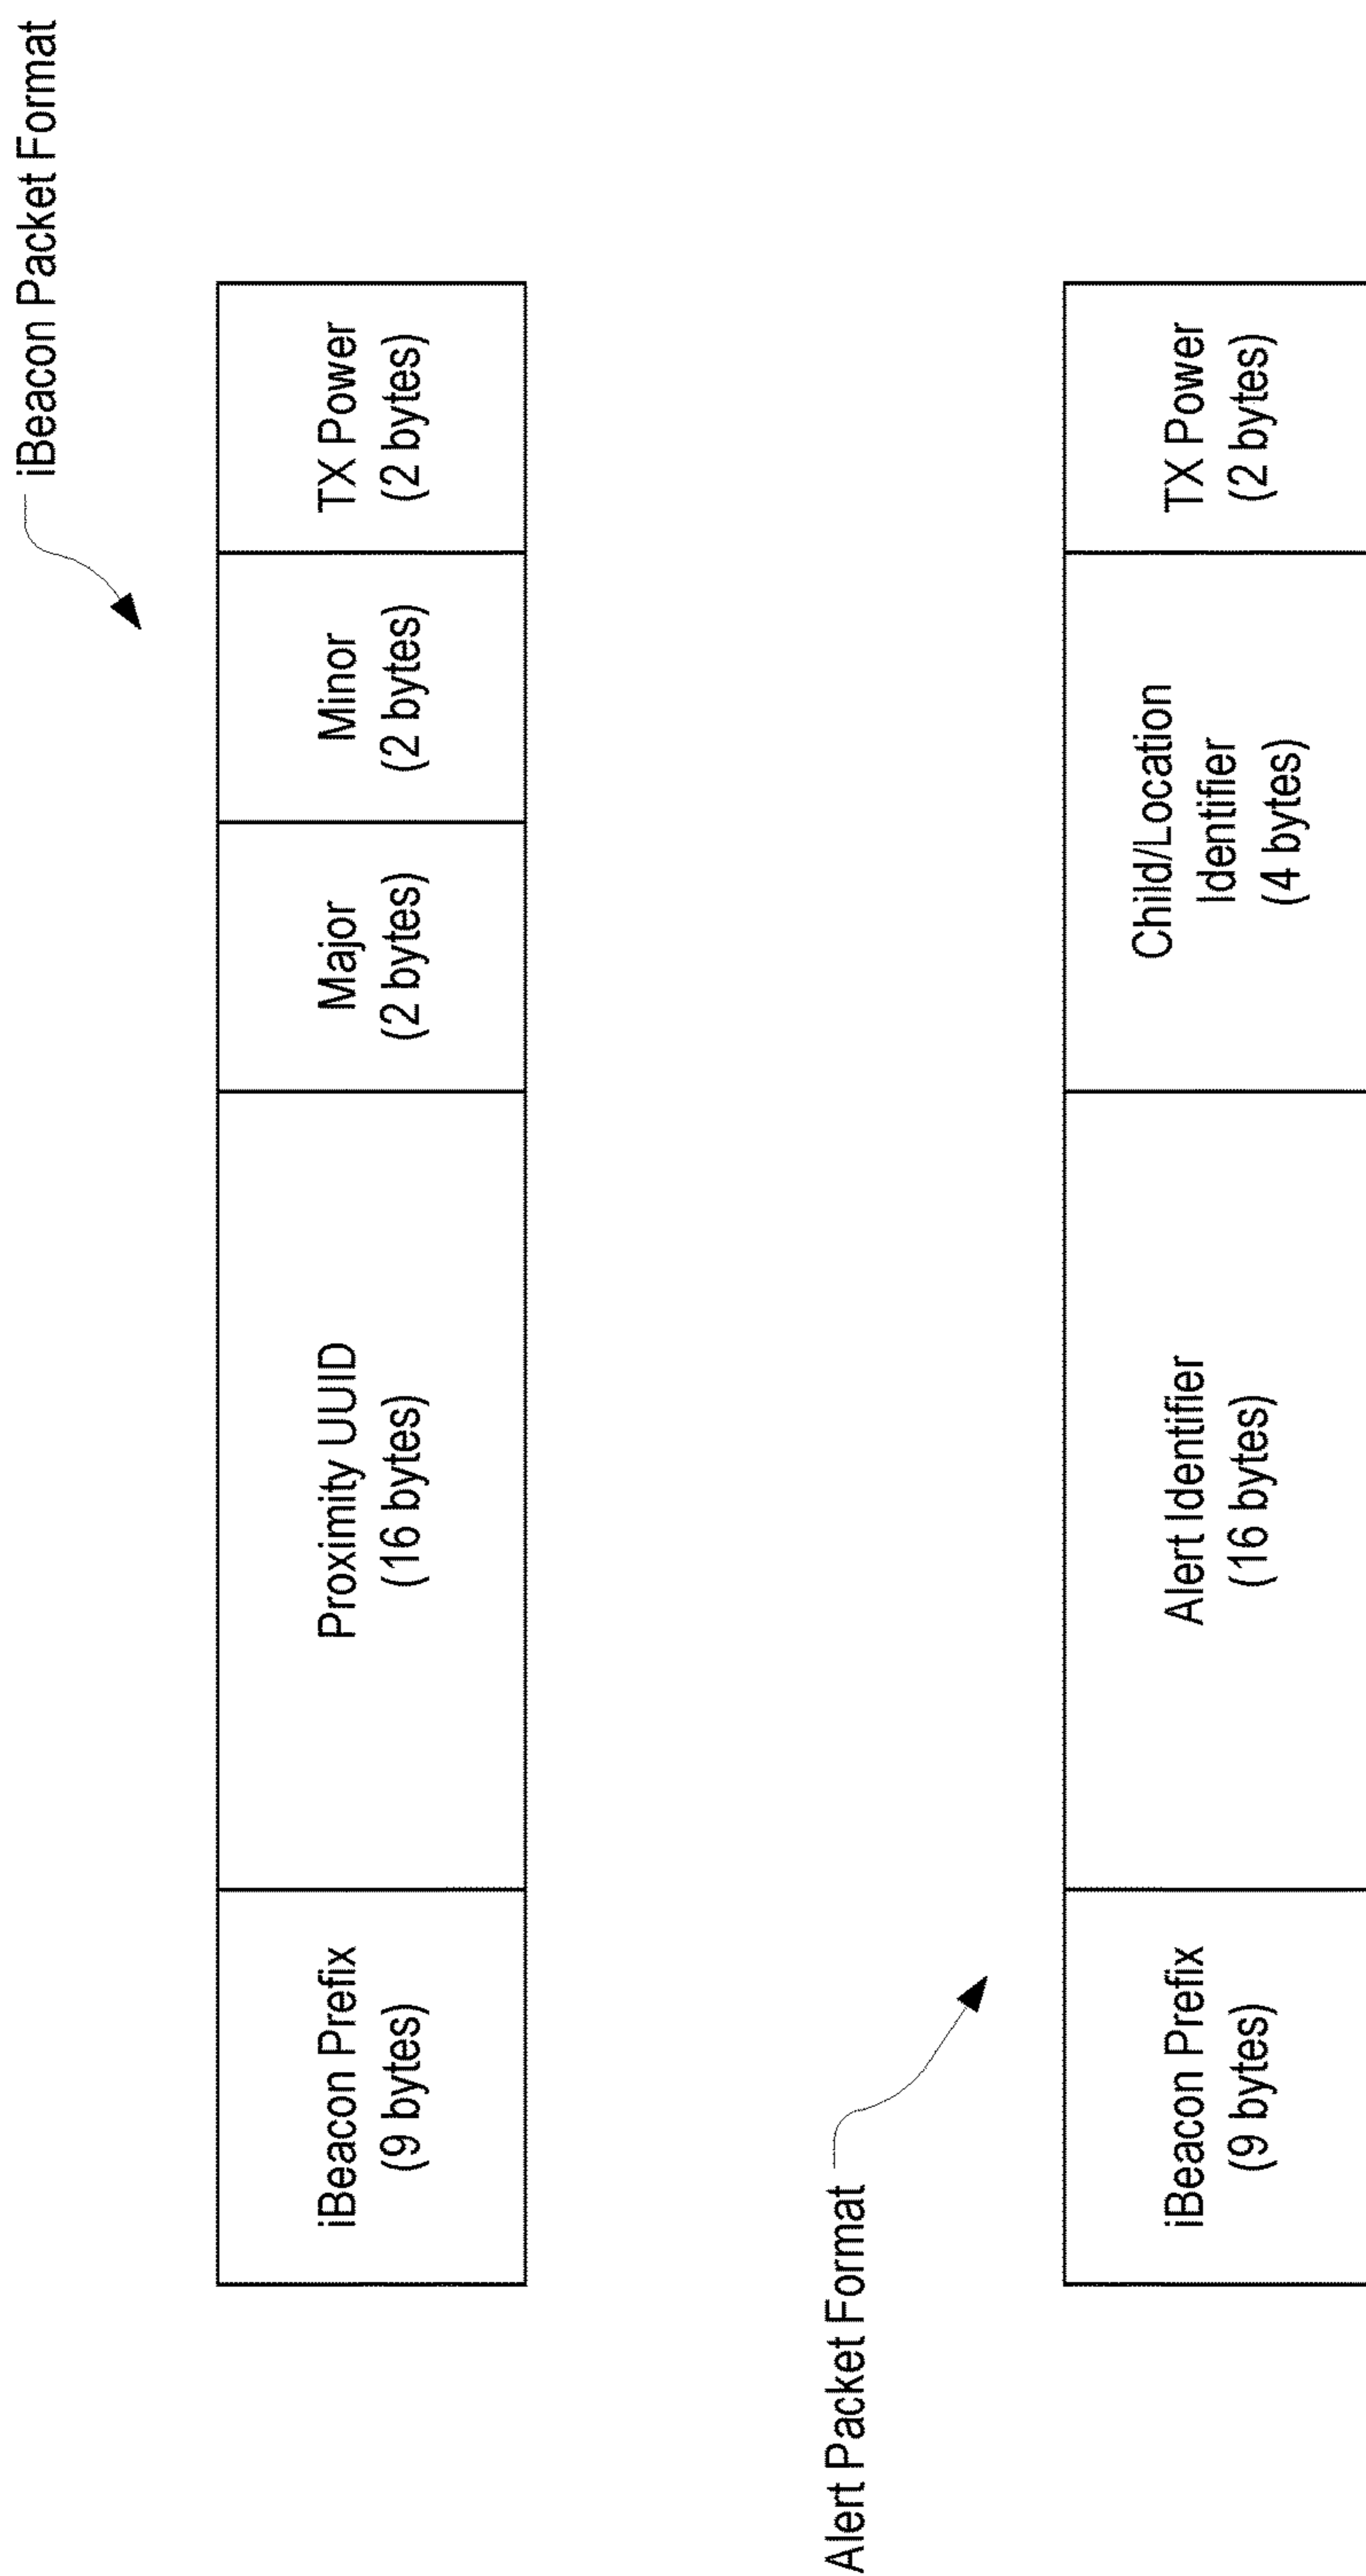 iBeacon Packet Format
iBeacon Prefix
(9 bytes)
Proximity UUID
(16 bytes)
Major
(2 bytes)
Minor
(2 bytes)
TX Power
(2 bytes)
Alert Packet Format
iBeacon Prefix
(9 bytes)
Alert Identifier
(16 bytes)
Child/Location
Identifier
(4 bytes)
TX Power
(2 bytes)